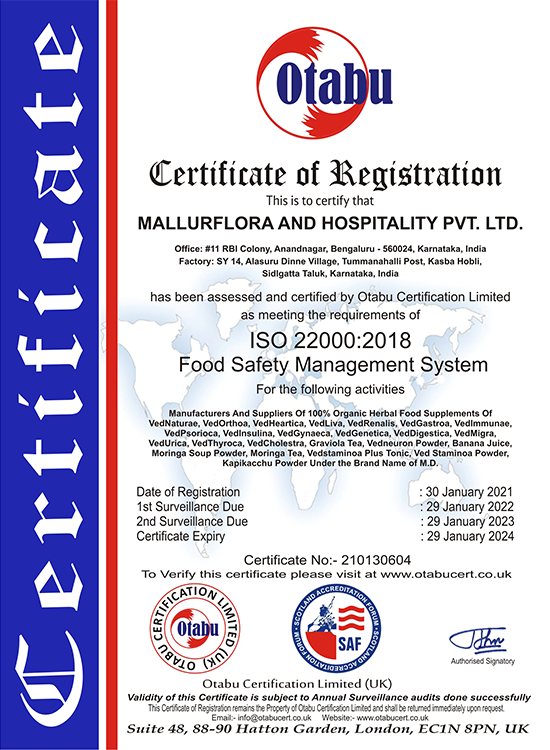 Certificate
Otabu
Certificate of Registration
This is to certify that
MALLURFLORA AND HOSPITALITY PVT. LTD.
Office: #11 RBI Colony, Anandnagar, Bengaluru - 560024, Karnataka, India
Factory: SY 14, Alasuru Dinne Village, Tummanahalli Post, Kasba Hobli,
Sidlgatta Taluk, Karnataka, India
has been assessed and certified by Otabu Certification Limited
as meeting the requirements of
ISO 22000:2018
Food Safety Management System
For the following activities
Manufacturers And Suppliers Of 100% Organic Herbal Food Supplements Of
VedNaturae, VedOrthoa, VedHeartica, VedLiva, VedRenalis, VedGastroa, VedImmunae,
VedPsorioca, VedInsulina, VedGynaeca, VedGenetica, VedDigestica, VedMigra,
VedUrica, VedThyroca, VedCholestra, Graviola Tea, Vedneuron Powder, Banana Juice,
Moringa Soup Powder, Moringa Tea, Vedstaminoa Plus Tonic, Ved Staminoa Powder,
Kapikacchu Powder Under the Brand Name of M.D.
Date of Registration : 30 January 2021
1st Surveillance Due : 29 January 2022
2nd Surveillance Due : 29 January 2023
Certificate Expiry : 29 January 2024
Certificate No:- 210130604
To Verify this certificate please visit at www.otabucert.co.uk
OTABU CERTIFICATION LIMITED (UK)
Otabu
SCOTLAND ACCREDITATION FORUM • SCOTLAND ACCREDITATION FORUM •
SAF
Authorised Signatory
Otabu Certification Limited (UK)
Validity of this Certificate is subject to Annual Surveillance audits done successfully
This Certificate of Registration remains the Property of Otabu Certification Limited and shall be returned immediately upon request.
Email:- info@otabucert.co.uk Website:- www.otabucert.co.uk
Suite 48, 88-90 Hatton Garden, London, EC1N 8PN, UK